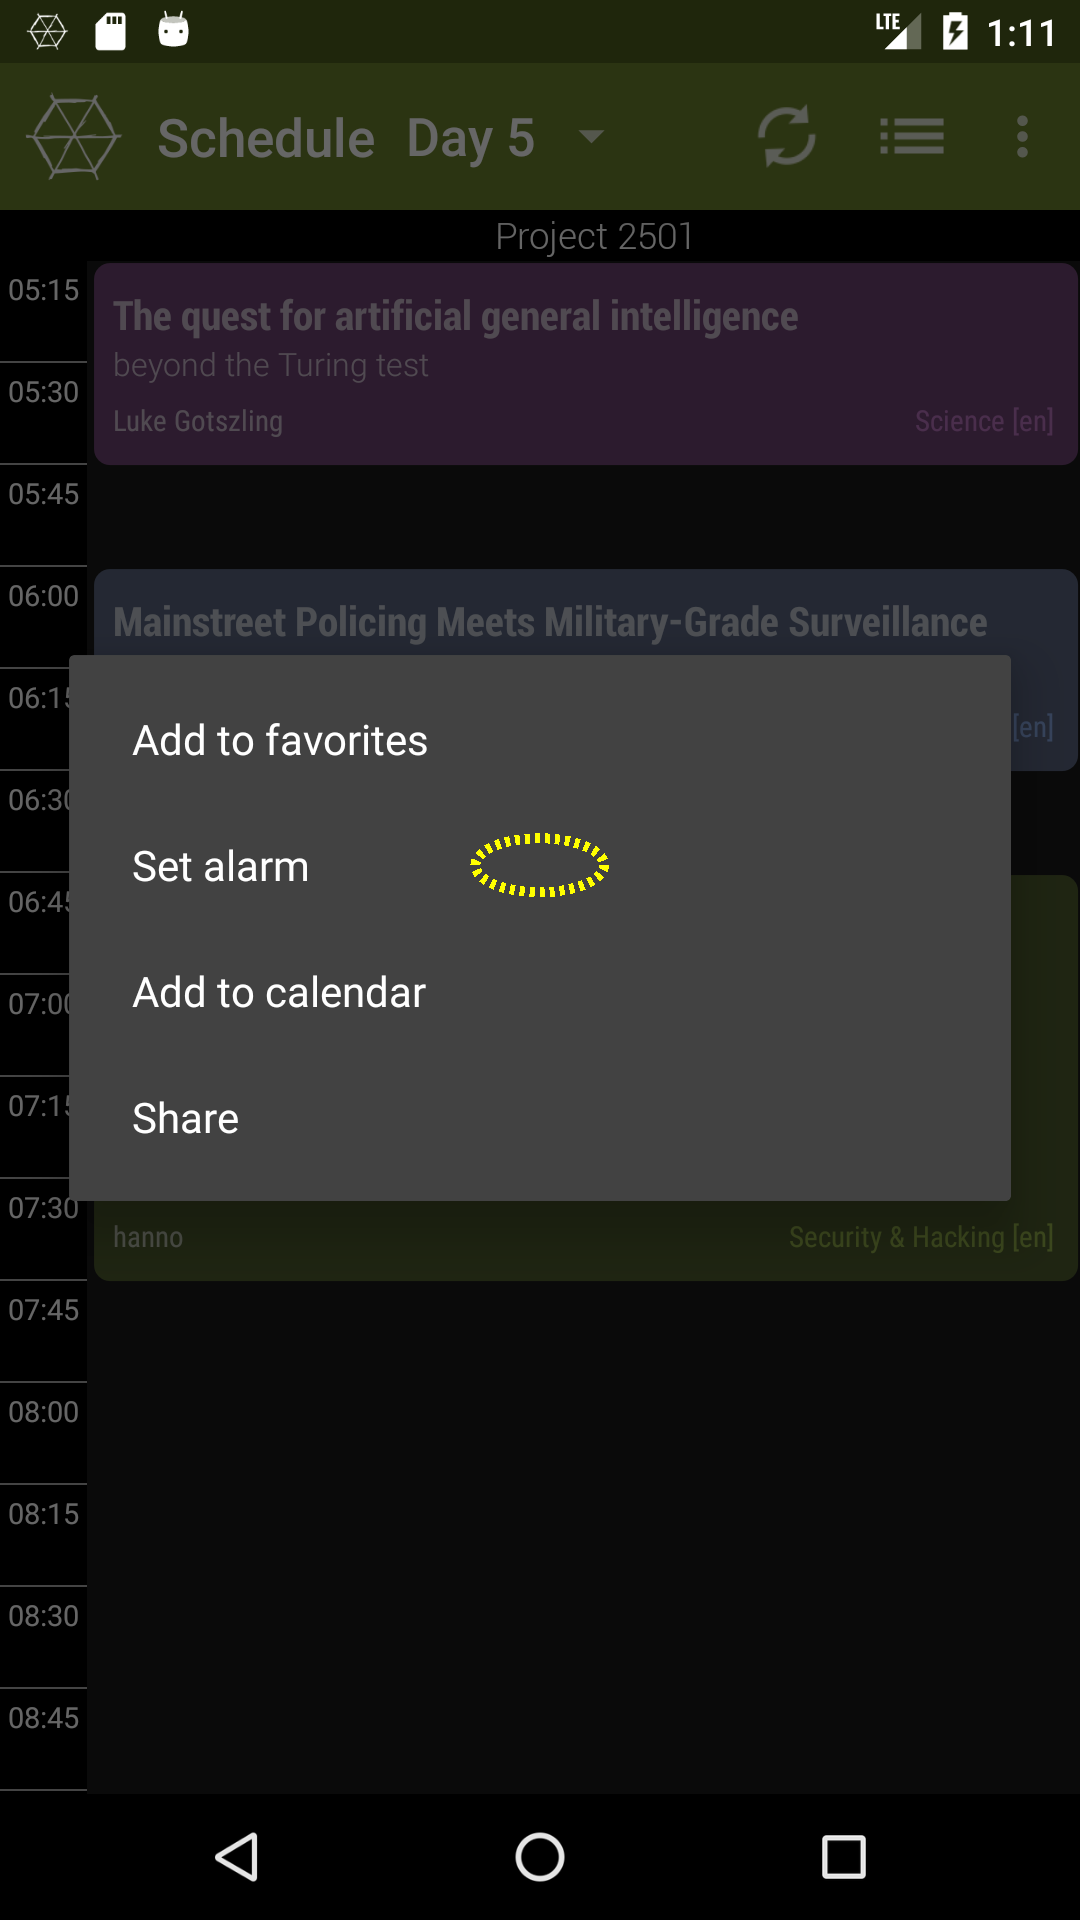 LTE 1:11
Schedule Day 5
Project 2501
05:15
The quest for artificial general intelligence
beyond the Turing test
05:30
Luke Gotszling Science [en]
05:45
06:00
Mainstreet Policing Meets Military-Grade Surveillance
06:15
[en]
Add to favorites
06:30
Set alarm
06:45
Add to calendar
07:00
07:15
Share
07:30
hanno Security & Hacking [en]
07:45
08:00
08:15
08:30
08:45